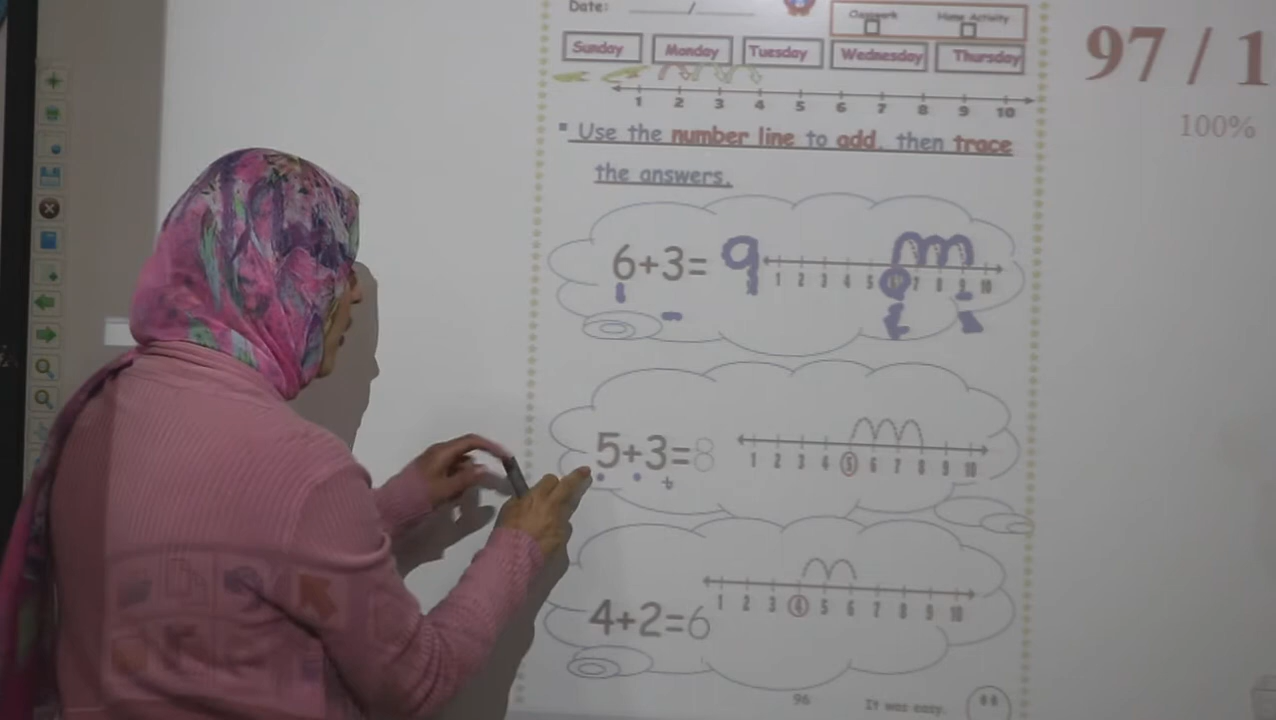 Date: ___/___
Classwork Home Activity
97 / 1
Sunday Monday Tuesday Wednesday Thursday
1 2 3 4 5 6 7 8 9 10
100%
Use the number line to add, then trace
the answers.
6+3= 9
1 2 3 4 5 6 7 8 9 10
5+3=8
1 2 3 4 5 6 7 8 9 10
4+2=6
1 2 3 4 5 6 7 8 9 10
96 It was easy.